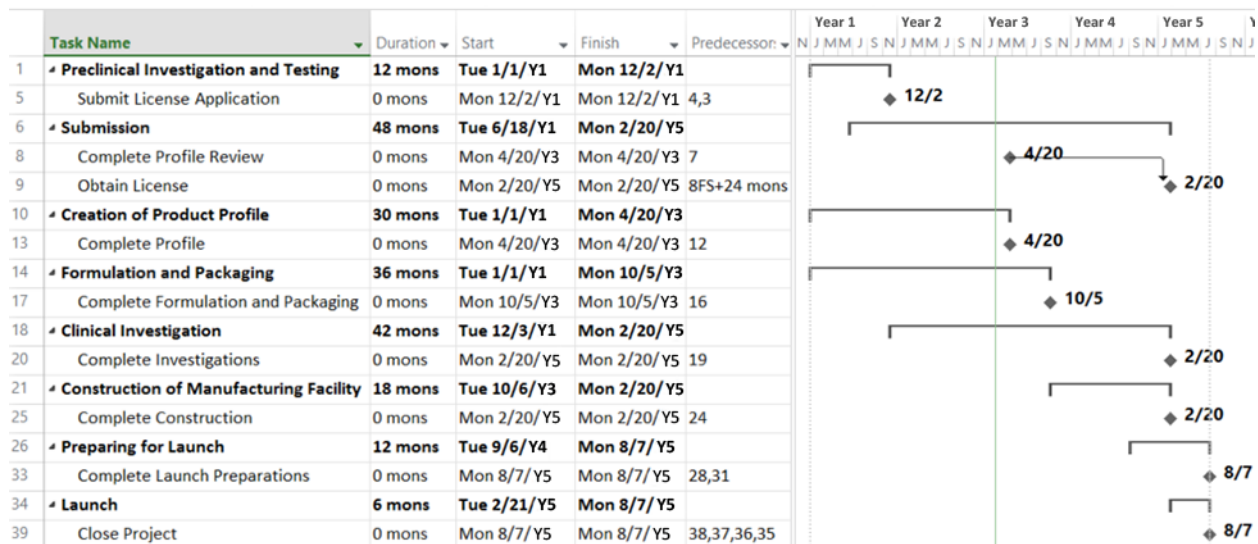 Year 1 Year 2 Year 3 Year 4 Year 5 Y
Task Name Duration Start Finish Predecessors N J M M J S N J M M J S N J M M J S N J M M J S N J M M J S N J
1 Preclinical Investigation and Testing 12 mons Tue 1/1/Y1 Mon 12/2/Y1
5 Submit License Application 0 mons Mon 12/2/Y1 Mon 12/2/Y1 4,3 12/2
6 Submission 48 mons Tue 6/18/Y1 Mon 2/20/Y5
8 Complete Profile Review 0 mons Mon 4/20/Y3 Mon 4/20/Y3 7 4/20
9 Obtain License 0 mons Mon 2/20/Y5 Mon 2/20/Y5 8FS+24 mons 2/20
10 Creation of Product Profile 30 mons Tue 1/1/Y1 Mon 4/20/Y3
13 Complete Profile 0 mons Mon 4/20/Y3 Mon 4/20/Y3 12 4/20
14 Formulation and Packaging 36 mons Tue 1/1/Y1 Mon 10/5/Y3
17 Complete Formulation and Packaging 0 mons Mon 10/5/Y3 Mon 10/5/Y3 16 10/5
18 Clinical Investigation 42 mons Tue 12/3/Y1 Mon 2/20/Y5
20 Complete Investigations 0 mons Mon 2/20/Y5 Mon 2/20/Y5 19 2/20
21 Construction of Manufacturing Facility 18 mons Tue 10/6/Y3 Mon 2/20/Y5
25 Complete Construction 0 mons Mon 2/20/Y5 Mon 2/20/Y5 24 2/20
26 Preparing for Launch 12 mons Tue 9/6/Y4 Mon 8/7/Y5
33 Complete Launch Preparations 0 mons Mon 8/7/Y5 Mon 8/7/Y5 28,31 8/7
34 Launch 6 mons Tue 2/21/Y5 Mon 8/7/Y5
39 Close Project 0 mons Mon 8/7/Y5 Mon 8/7/Y5 38,37,36,35 8/7